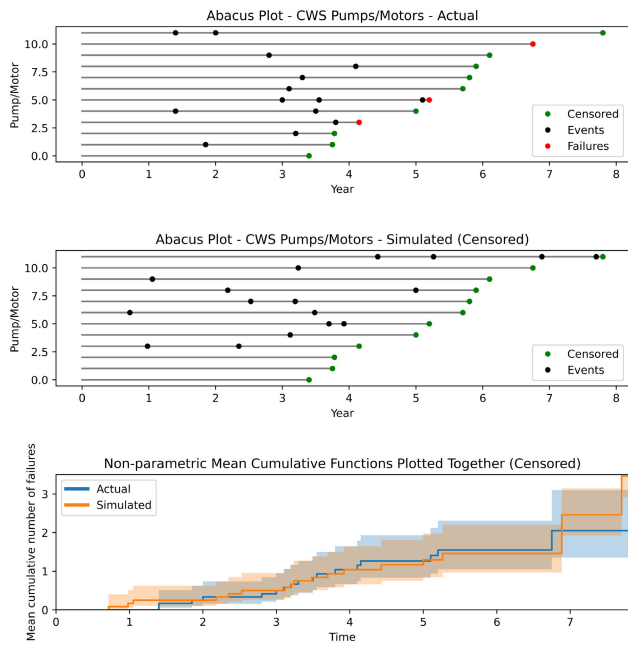 Abacus Plot - CWS Pumps/Motors - Actual
Pump/Motor
10.0
7.5
5.0
2.5
0.0
Censored
Events
Failures
0 1 2 3 4 5 6 7 8
Year
Abacus Plot - CWS Pumps/Motors - Simulated (Censored)
Pump/Motor
10.0
7.5
5.0
2.5
0.0
Censored
Events
0 1 2 3 4 5 6 7 8
Year
Non-parametric Mean Cumulative Functions Plotted Together (Censored)
Mean cumulative number of failures
3
2
1
0
Actual
Simulated
0 1 2 3 4 5 6 7
Time